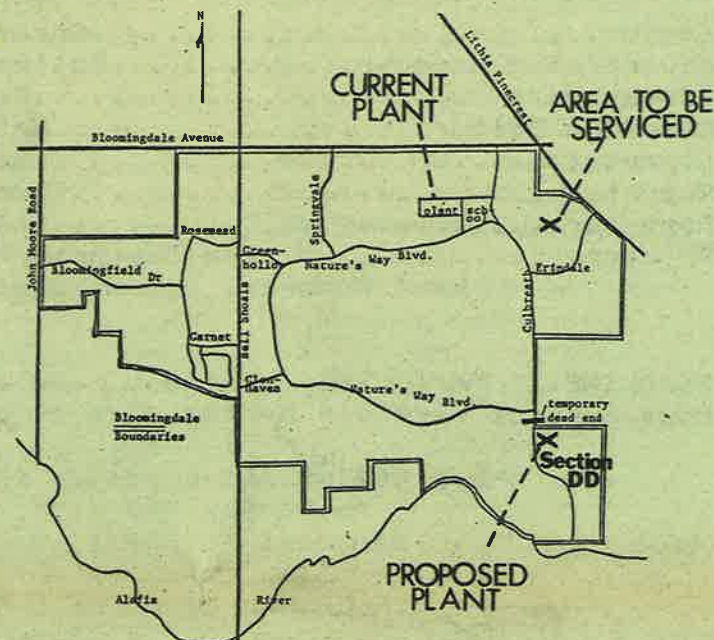 N
Lithia Pinecrest
CURRENT
PLANT
AREA TO BE
SERVICED
Bloomingdale Avenue
John Moore Road
Springvale
plant
sch
ool
Rosemead
Green-
hollo
Nature's Way Blvd.
Bloomingfield
Dr
Erindale
Culbreath
Bell Shoals
Garnet
Glen-
haven
Nature's Way Blvd.
temporary
dead end
Bloomingdale
Boundaries
Section
DD
PROPOSED
PLANT
Alafia
River